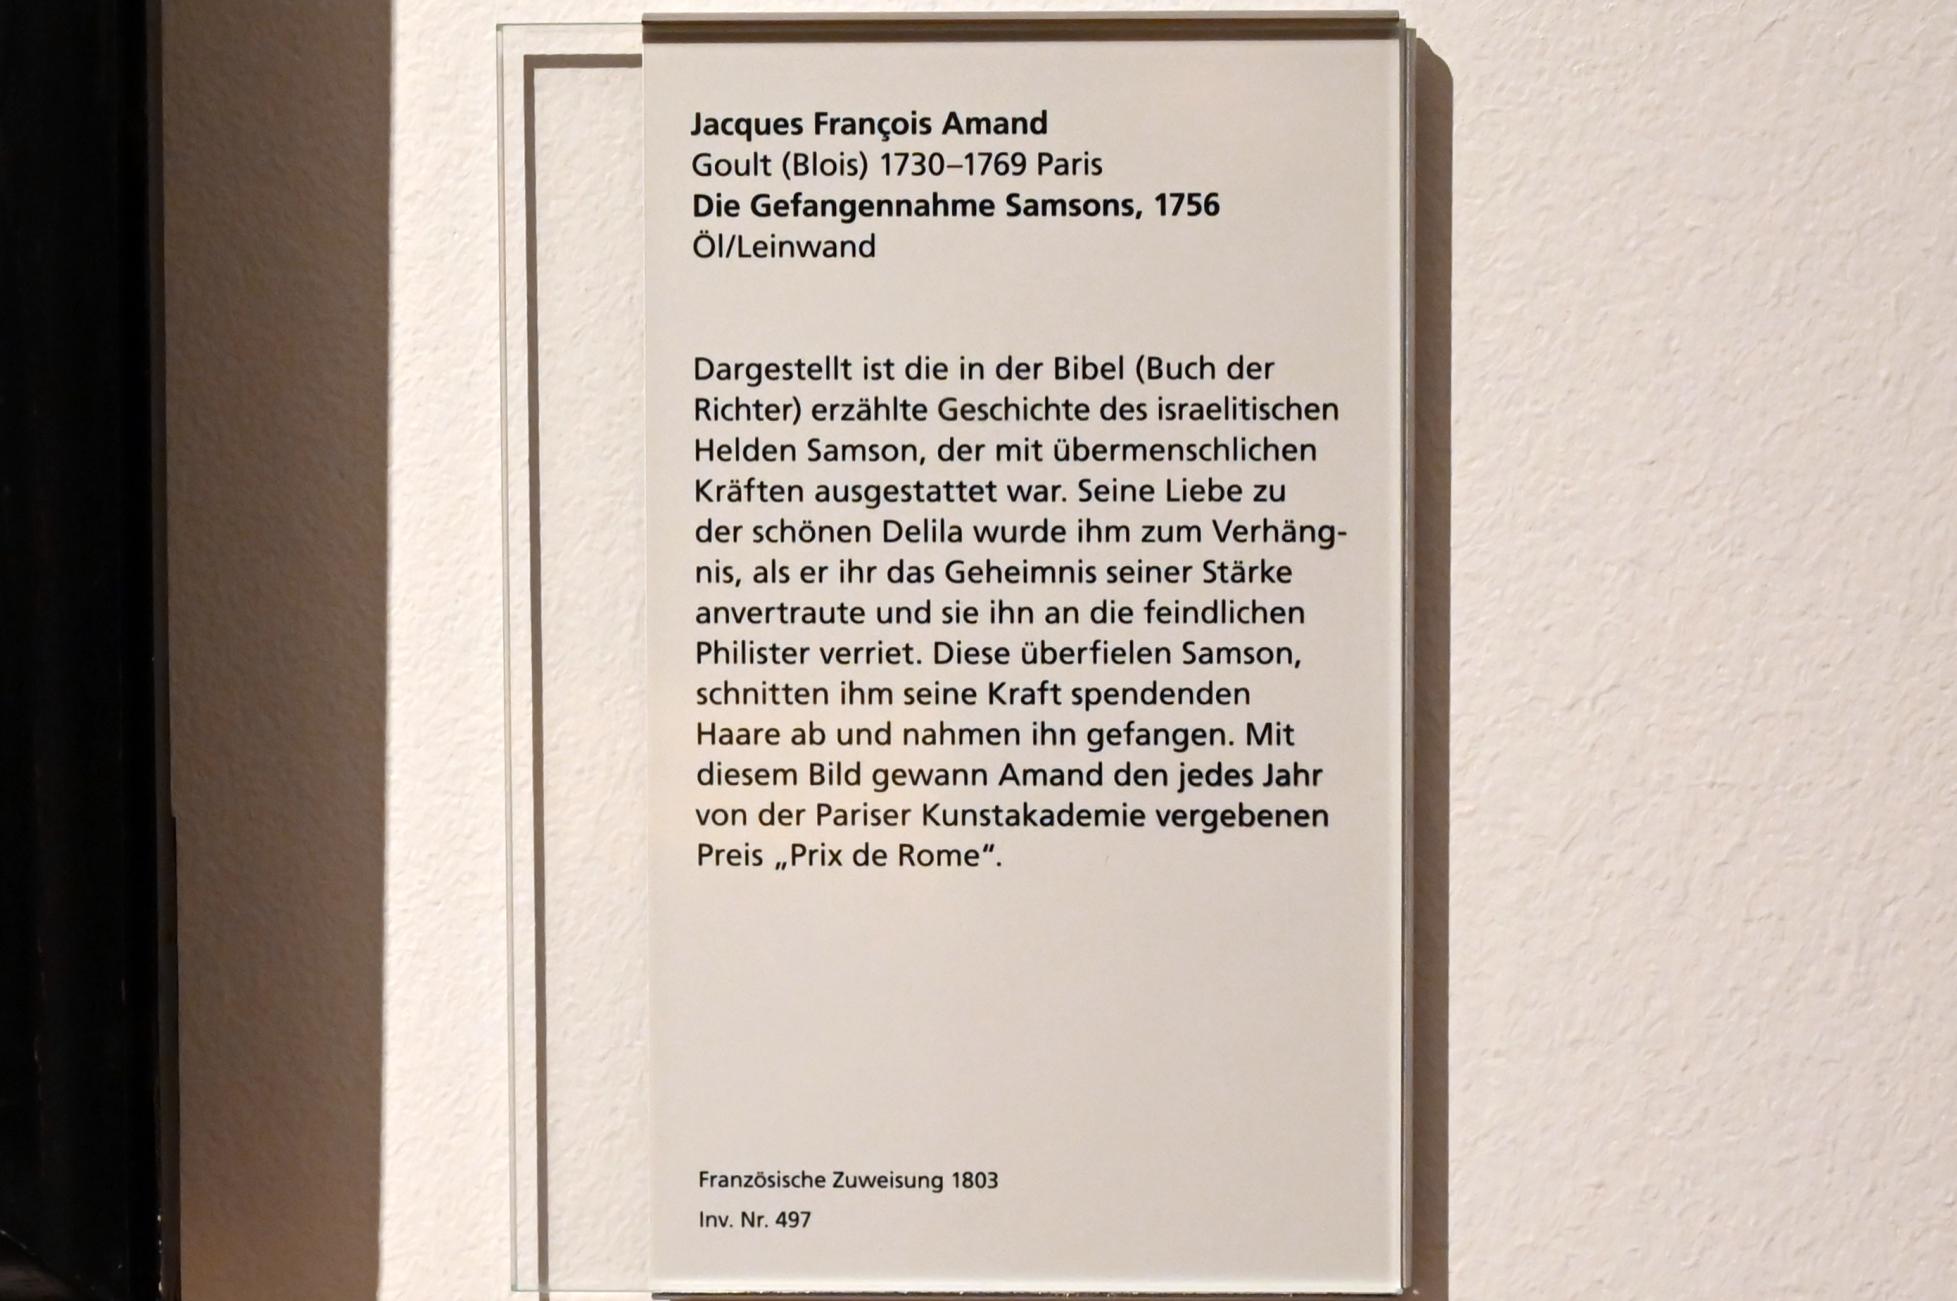 Jacques François Amand
Goult (Blois) 1730–1769 Paris
Die Gefangennahme Samsons, 1756
Öl/Leinwand
Dargestellt ist die in der Bibel (Buch der
Richter) erzählte Geschichte des israelitischen
Helden Samson, der mit übermenschlichen
Kräften ausgestattet war. Seine Liebe zu
der schönen Delila wurde ihm zum Verhäng-
nis, als er ihr das Geheimnis seiner Stärke
anvertraute und sie ihn an die feindlichen
Philister verriet. Diese überfielen Samson,
schnitten ihm seine Kraft spendenden
Haare ab und nahmen ihn gefangen. Mit
diesem Bild gewann Amand den jedes Jahr
von der Pariser Kunstakademie vergebenen
Preis „Prix de Rome“.
Französische Zuweisung 1803
Inv. Nr. 497